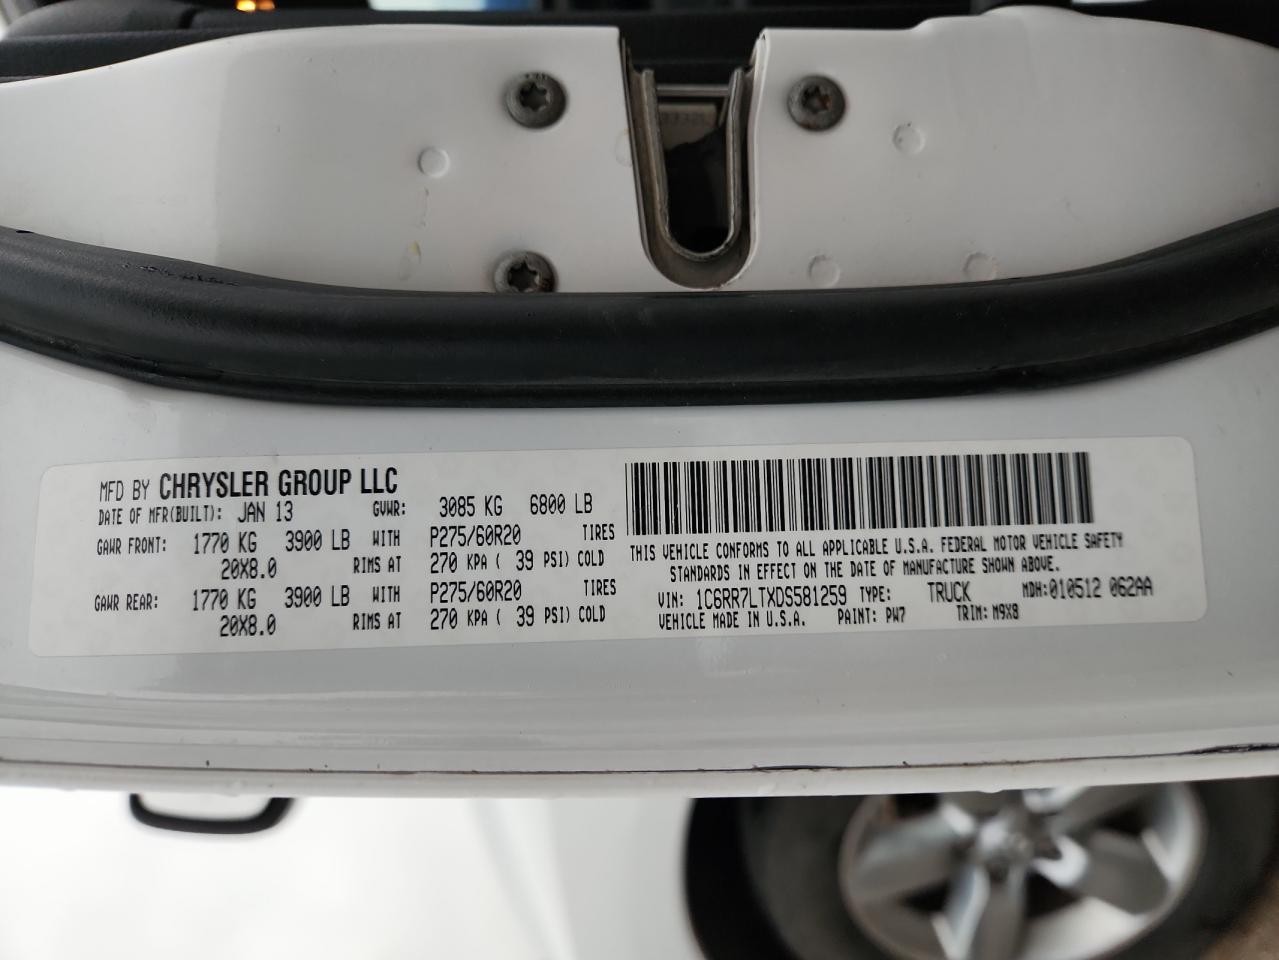 MFD BY CHRYSLER GROUP LLC
DATE OF MFR(BUILT): JAN 13 GVWR: 3085 KG 6800 LB
GAWR FRONT: 1770 KG 3900 LB WITH P275/60R20 TIRES
20X8.0 RIMS AT 270 KPA ( 39 PSI) COLD
GAWR REAR: 1770 KG 3900 LB WITH P275/60R20 TIRES
20X8.0 RIMS AT 270 KPA ( 39 PSI) COLD
THIS VEHICLE CONFORMS TO ALL APPLICABLE U.S.A. FEDERAL MOTOR VEHICLE SAFETY
STANDARDS IN EFFECT ON THE DATE OF MANUFACTURE SHOWN ABOVE.
VIN: 1C6RR7LTXDS581259 TYPE: TRUCK MDH:010512 062AA
VEHICLE MADE IN U.S.A. PAINT: PW7 TRIM: M9X8